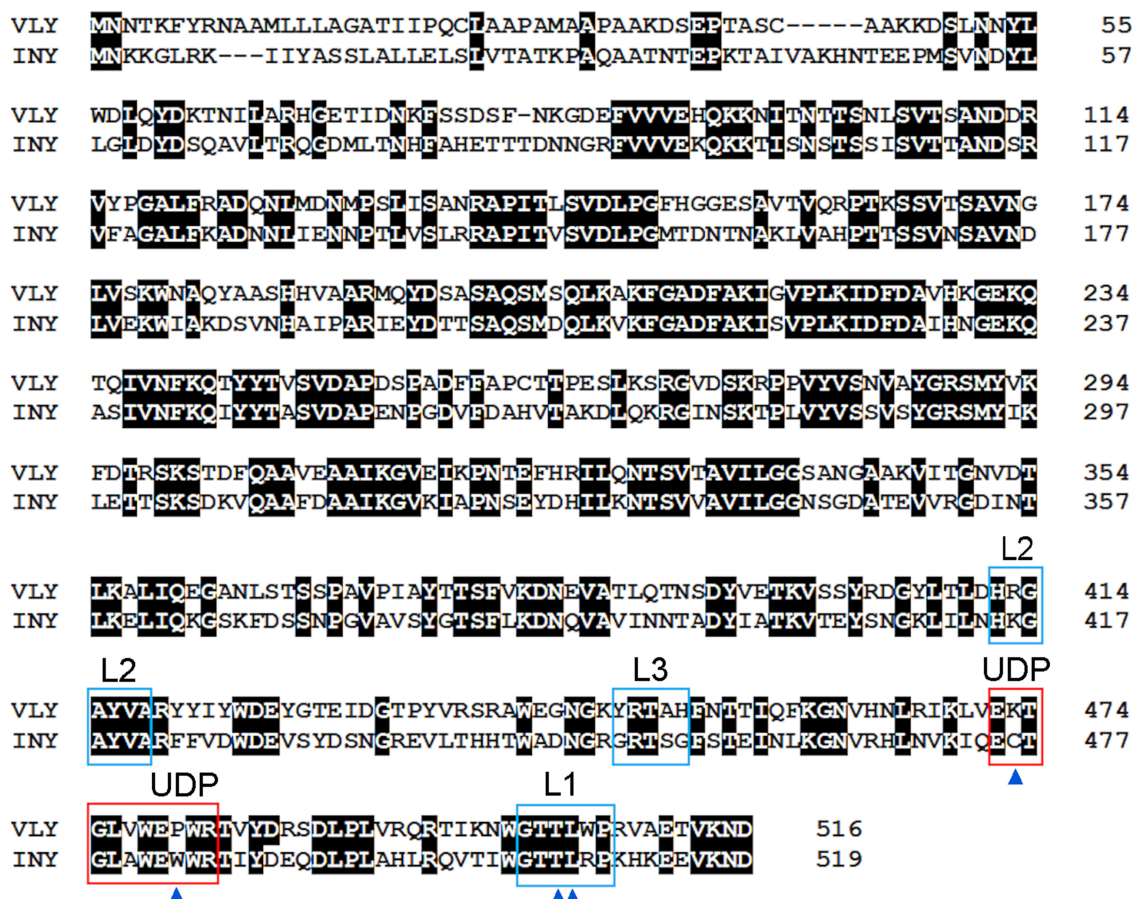 VLY MNNTKFYRNAAMLLLAGATIIPQCLAAPAMAAPAAKDSEPTASC-----AAKKDSLNNYL 55
INY MNKKGLRK---IIYASSLALLELSLVTATKPAQAATNTEPKTAIVAKHNTEEPMSVNDYL 57
VLY WDLQYDKTNILARHGETIDNKFSSDSF-NKGDEFVVVEHQKKNITNTTSNLSVTSANDDR 114
INY LGLDYDSQAVLTRQGDMLTNHFAHETTTDNNGRFVVVEKQKKTISNSTSSISVTTANDSR 117
VLY VYPGALFRADQNLMDNMPSLISANRAPITLSVDLPGFHGGESAVTVQRPTKSSVTSAVNG 174
INY VFAGALFKADNNLIENNPTLVSLRRAPITVSVDLPGMTDNTNAKLVAHPTTSSVNSAVND 177
VLY LVSKWNAQYAASHHVAARMQYDSASAQSMSQLKAKFGADFAKIGVPLKIDFDAVHKGEKQ 234
INY LVEKWIAKDSVNHAIPARIEYDTTSAQSMDQLKVKFGADFAKISVPLKIDFDAIHNGEKQ 237
VLY TQIVNFKQTYYTVSVDAPDSPADFFAPCTTPESLKSRGVDSKRPPVYVSNVAYGRSMYVK 294
INY ASIVNFKQIYYTASVDAPENPGDVFDAHVTAKDLQKRGINSKTPLVYVSSVSYGRSMYIK 297
VLY FDTRSKSTDFQAAVEAAIKGVEIKPNTEFHRILQNTSVTAVILGGSANGAAKVITGNVDT 354
INY LETTSKSDKVQAAFDAAIKGVKIAPNSEYDHILKNTSVVAVILGGNSGDATEVVRGDINT 357
L2
VLY LKALIQEGANLSTSSPAVPIAYTTSFVKDNEVATLQTNSDYVETKVSSYRDGYLTLDHRG 414
INY LKELIQKGSKFDSSNPGVAVSYGTSFLKDNQVAVINNTADYIATKVTEYSNGKLILNHKG 417
L2 L3 UDP
VLY AYVARYYIYWDEYGTEIDGTPYVRSRAWEGNGKYRTAHFNTTIQFKGNVHNLRIKLVEKT 474
INY AYVARFFVDWDEVSYDSNGREVLTHHTWADNGRGRTSGFSTEINLKGNVRHLNVKIQECT 477
UDP L1
VLY GLVWEPWRTVYDRSDLPLVRQRTIKNWGTTLWPRVAETVKND 516
INY GLAWEWWRTIYDEQDLPLAHLRQVTIWGTTLRPKHKEEVKND 519